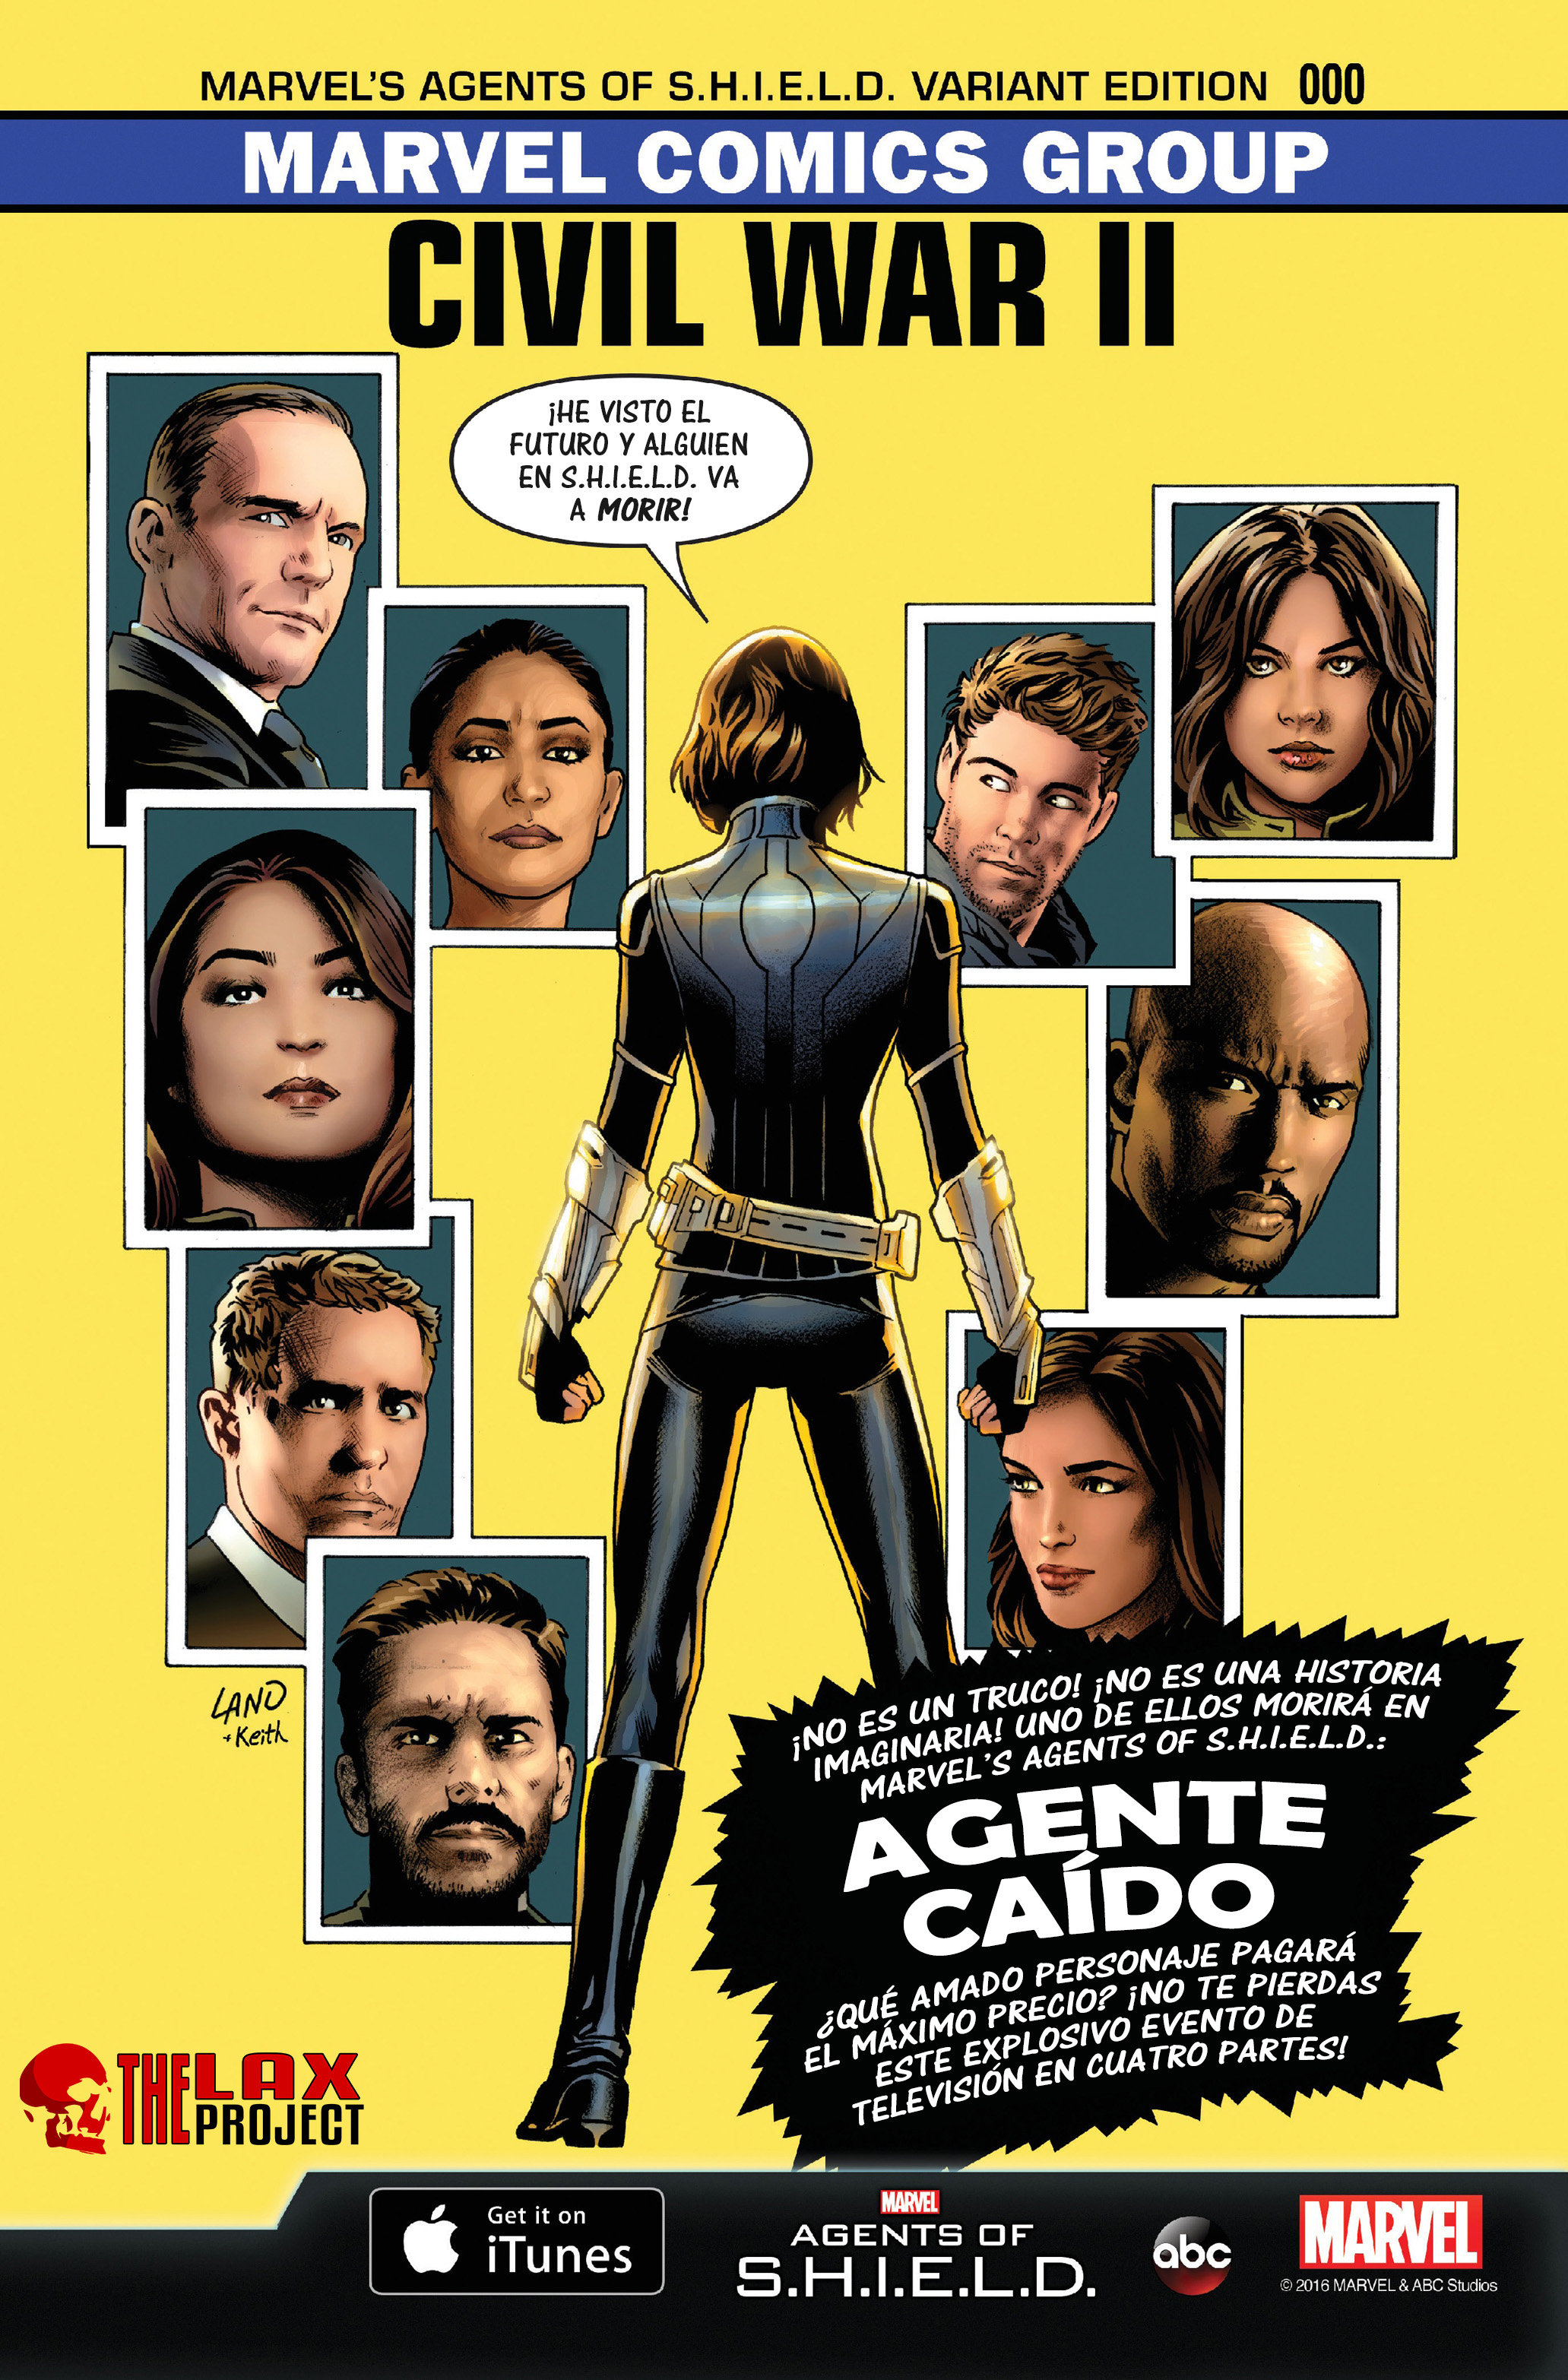 MARVEL'S AGENTS OF S.H.I.E.L.D. VARIANT EDITION 000
MARVEL COMICS GROUP
CIVIL WAR II
¡HE VISTO EL
FUTURO Y ALGUIEN
EN S.H.I.E.L.D. VA
A MORIR!
LAND
+ Keith
¡NO ES UN TRUCO! ¡NO ES UNA HISTORIA
IMAGINARIA! UNO DE ELLOS MORIRÁ EN
MARVEL'S AGENTS OF S.H.I.E.L.D.:
AGENTE
CAÍDO
¿QUÉ AMADO PERSONAJE PAGARÁ
EL MÁXIMO PRECIO? ¡NO TE PIERDAS
ESTE EXPLOSIVO EVENTO DE
TELEVISIÓN EN CUATRO PARTES!
THE LAX
PROJECT
Get it on
iTunes
MARVEL
AGENTS OF
S.H.I.E.L.D.
abc
MARVEL
© 2016 MARVEL & ABC Studios